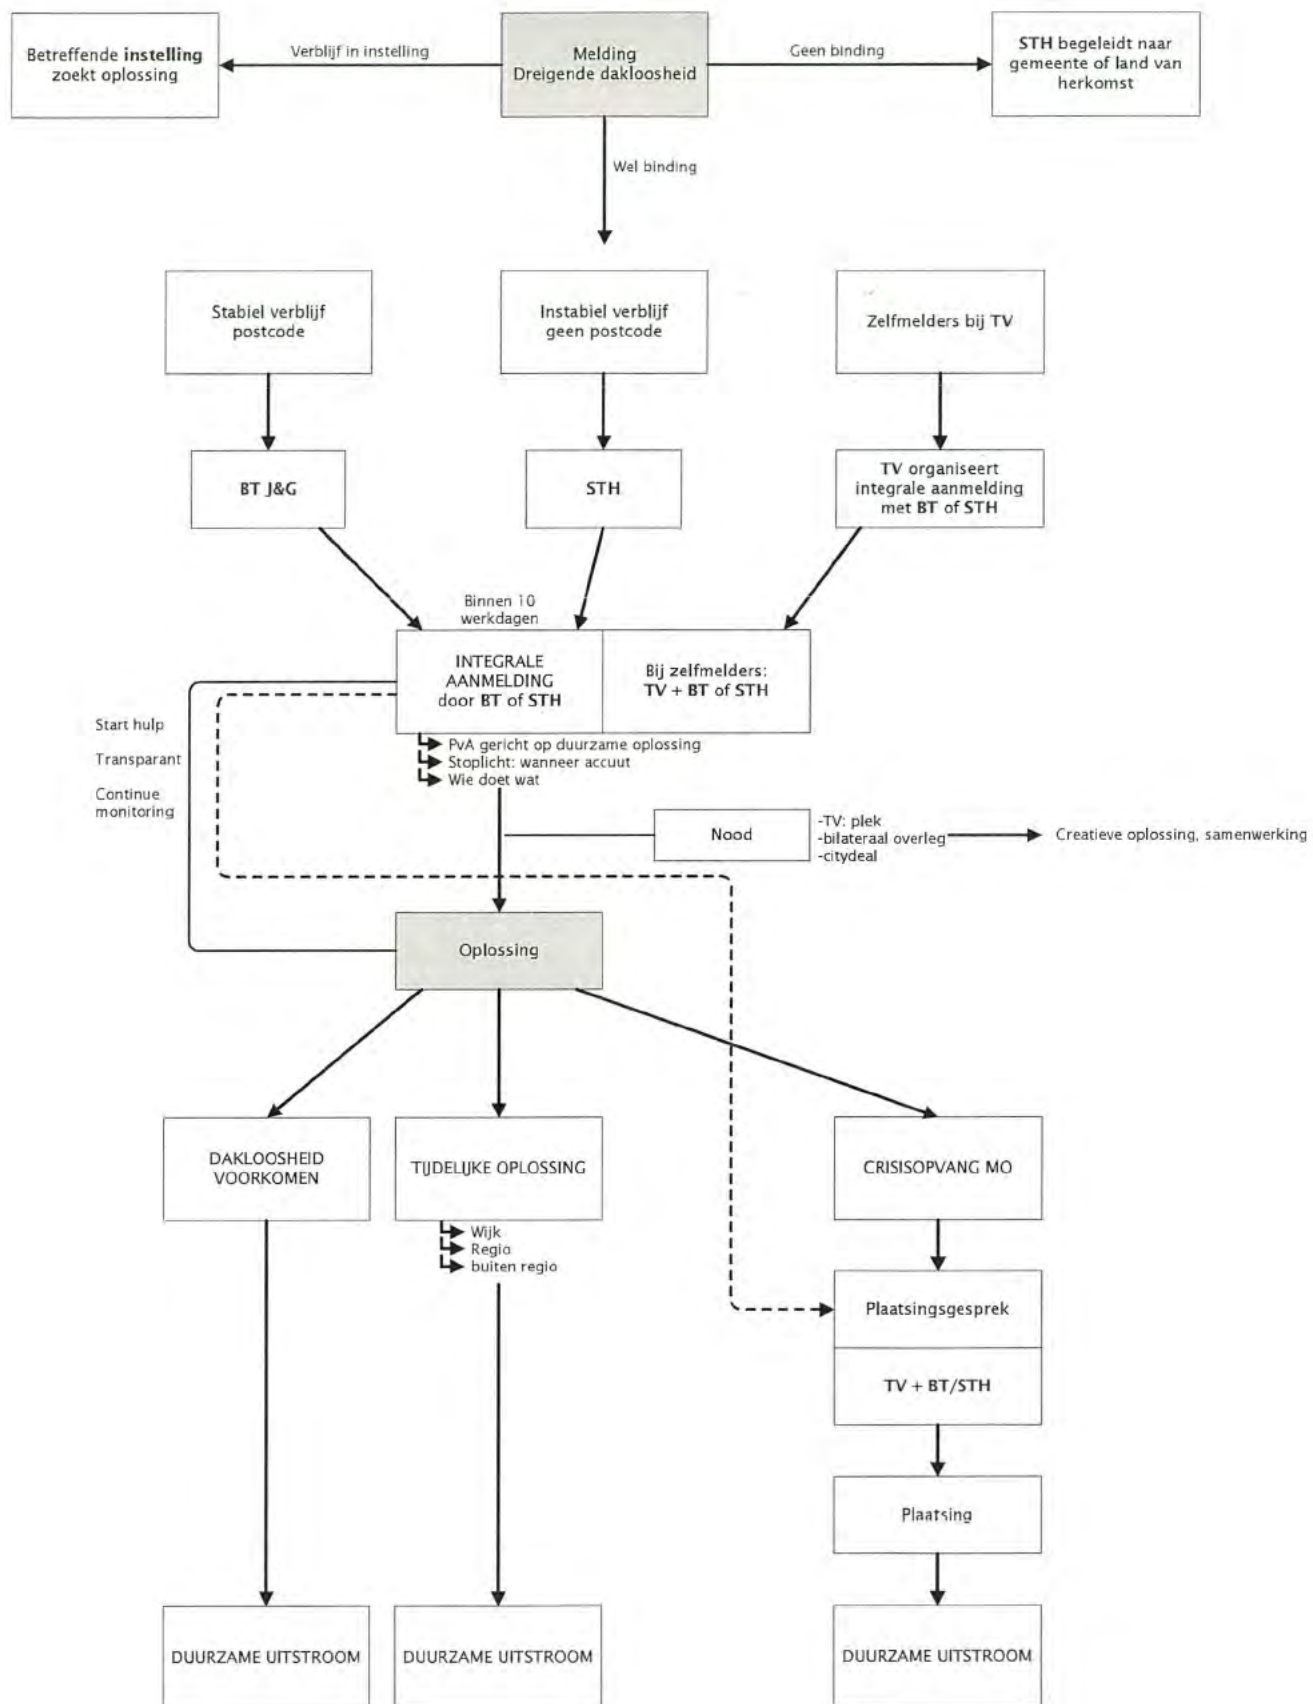 Betreffende instelling
zoekt oplossing
Verblijf in instelling
Melding
Dreigende dakloosheid
Geen binding
STH begeleidt naar
gemeente of land van
herkomst
Wel binding
Stabiel verblijf
postcode
Instabiel verblijf
geen postcode
Zelfmelders bij TV
BT J&G
STH
TV organiseert
integrale aanmelding
met BT of STH
Binnen 10
werkdagen
INTEGRALE
AANMELDING
door BT of STH
Bij zelfmelders:
TV + BT of STH
Start hulp
Transparant
Continue
monitoring
PvA gericht op duurzame oplossing
Stoplicht: wanneer accuut
Wie doet wat
Nood
-TV: plek
-bilateraal overleg
-citydeal
Creatieve oplossing, samenwerking
Oplossing
DAKLOOSHEID
VOORKOMEN
TIJDELIJKE OPLOSSING
CRISISOPVANG MO
Wijk
Regio
buiten regio
Plaatsingsgesprek
TV + BT/STH
Plaatsing
DUURZAME UITSTROOM
DUURZAME UITSTROOM
DUURZAME UITSTROOM